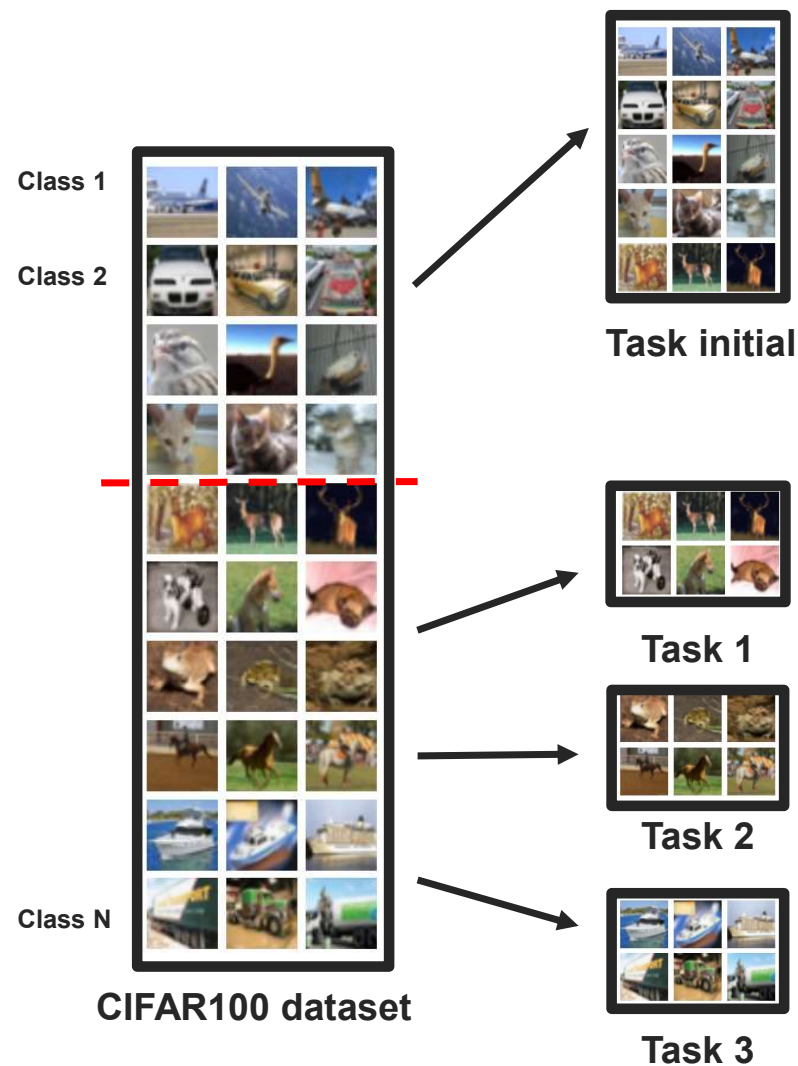 Class 1
Class 2
Class N
CIFAR100 dataset
Task initial
Task 1
Task 2
Task 3